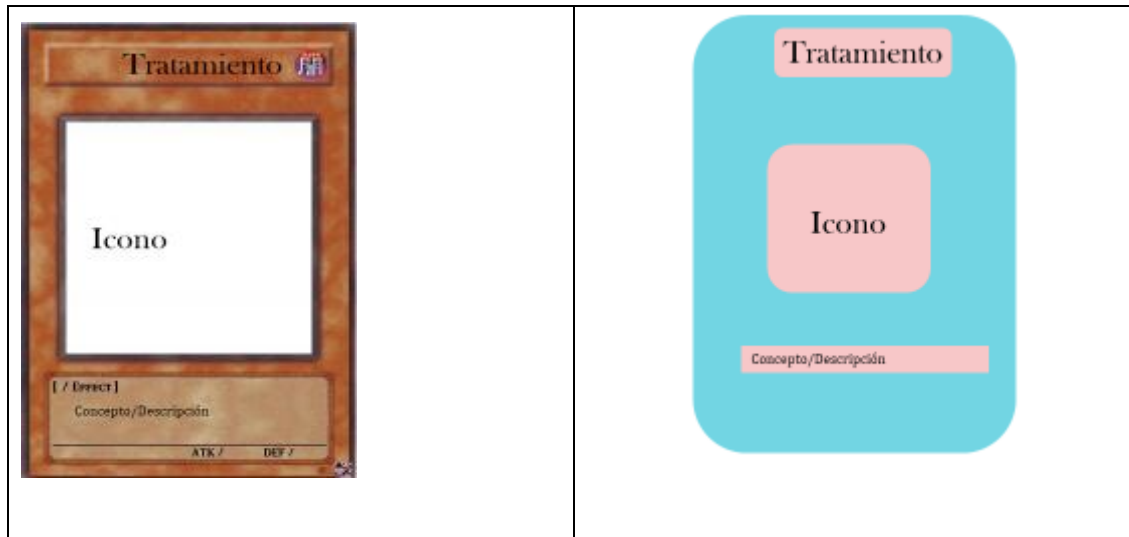 Tratamiento
Icono
[ / EFFECT ]
Concepto/Descripción
ATK / DEF /
Tratamiento
Icono
Concepto/Descripción